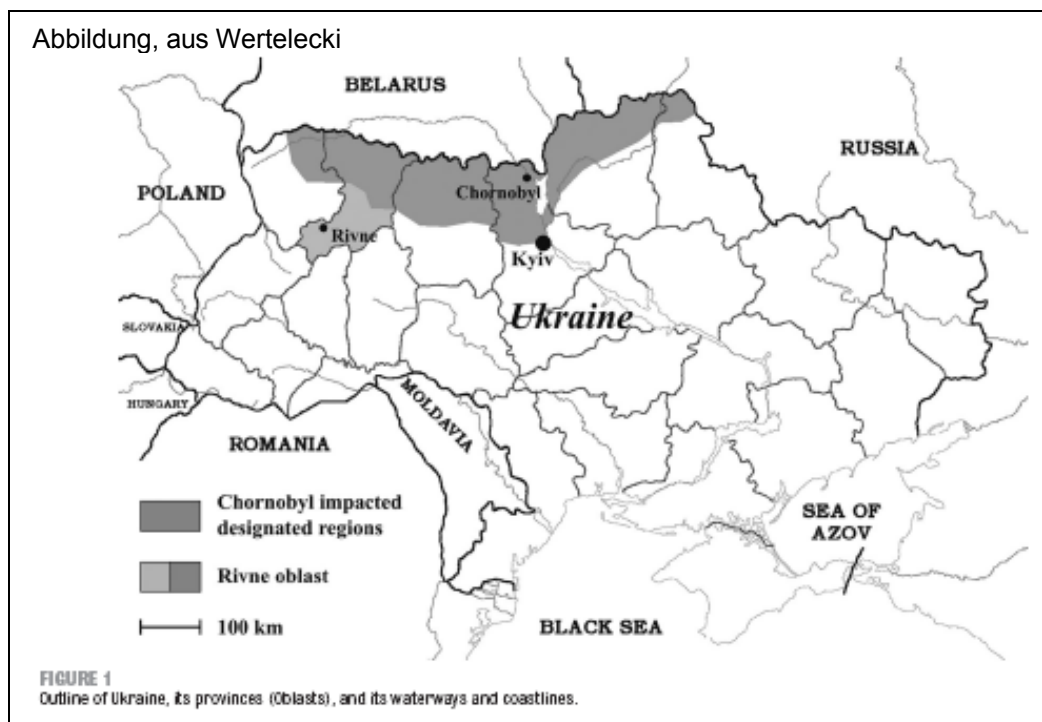 Abbildung, aus Wertelecki
BELARUS
RUSSIA
POLAND
Chornobyl
Rivne
Kyiv
Ukraine
SLOVAKIA
HUNGARY
MOLDAVIA
ROMANIA
Chornobyl impacted
designated regions
SEA OF
AZOV
Rivne oblast
100 km
BLACK SEA
FIGURE 1
Outline of Ukraine, its provinces (Oblasts), and its waterways and coastlines.